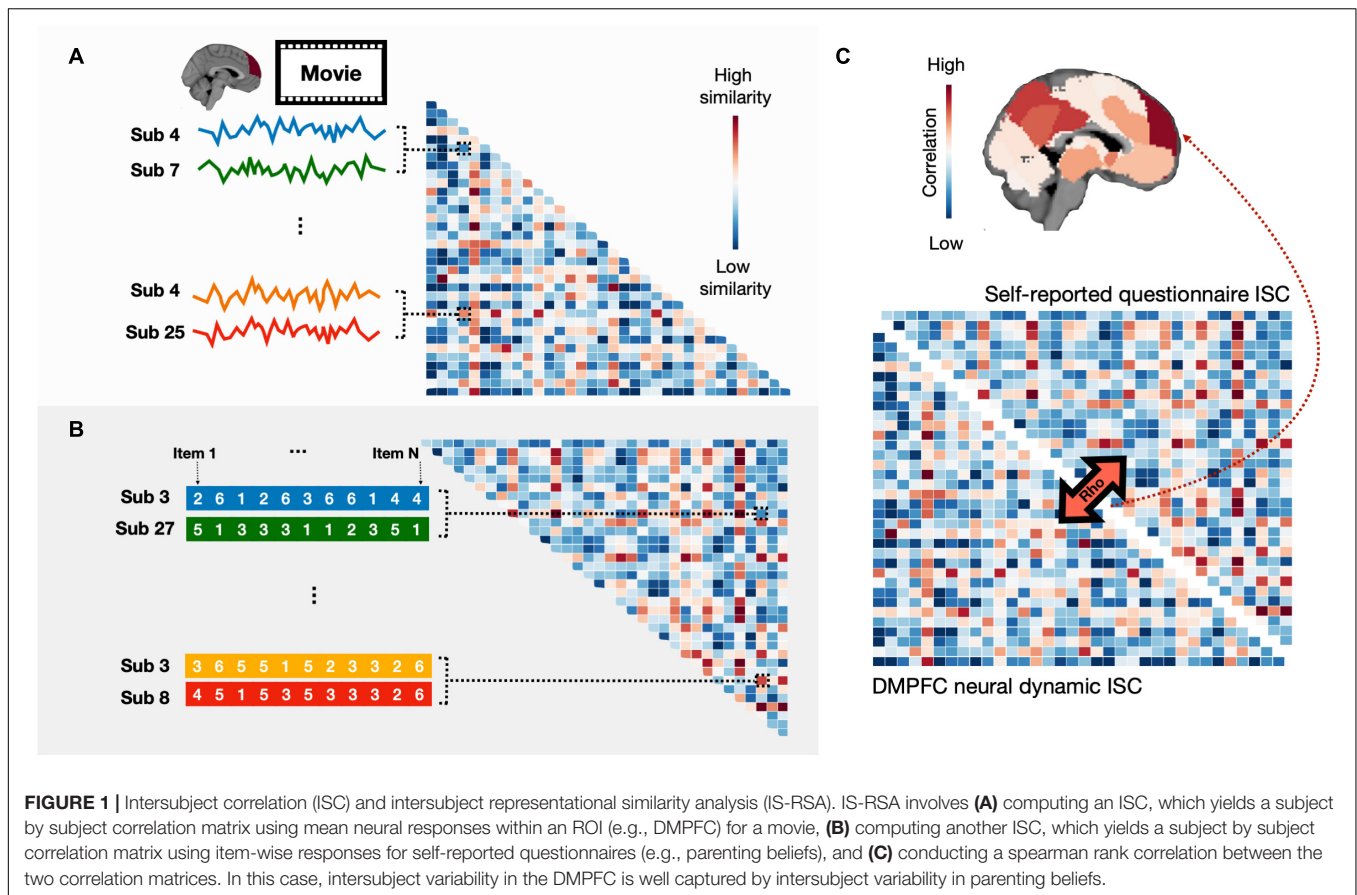 A
Movie
High
similarity
Low
similarity
Sub 4
Sub 7
...
Sub 4
Sub 25
B
Item 1
...
Item N
Sub 3
2 6 1 2 6 3 6 6 1 4 4
Sub 27
5 1 3 3 3 1 1 2 3 5 1
...
Sub 3
3 6 5 5 1 5 2 3 3 2 6
Sub 8
4 5 1 5 3 5 3 3 3 2 6
C
High
Correlation
Low
Self-reported questionnaire ISC
Rho
DMPFC neural dynamic ISC
FIGURE 1 | Intersubject correlation (ISC) and intersubject representational similarity analysis (IS-RSA). IS-RSA involves (A) computing an ISC, which yields a subject
by subject correlation matrix using mean neural responses within an ROI (e.g., DMPFC) for a movie, (B) computing another ISC, which yields a subject by subject
correlation matrix using item-wise responses for self-reported questionnaires (e.g., parenting beliefs), and (C) conducting a spearman rank correlation between the
two correlation matrices. In this case, intersubject variability in the DMPFC is well captured by intersubject variability in parenting beliefs.